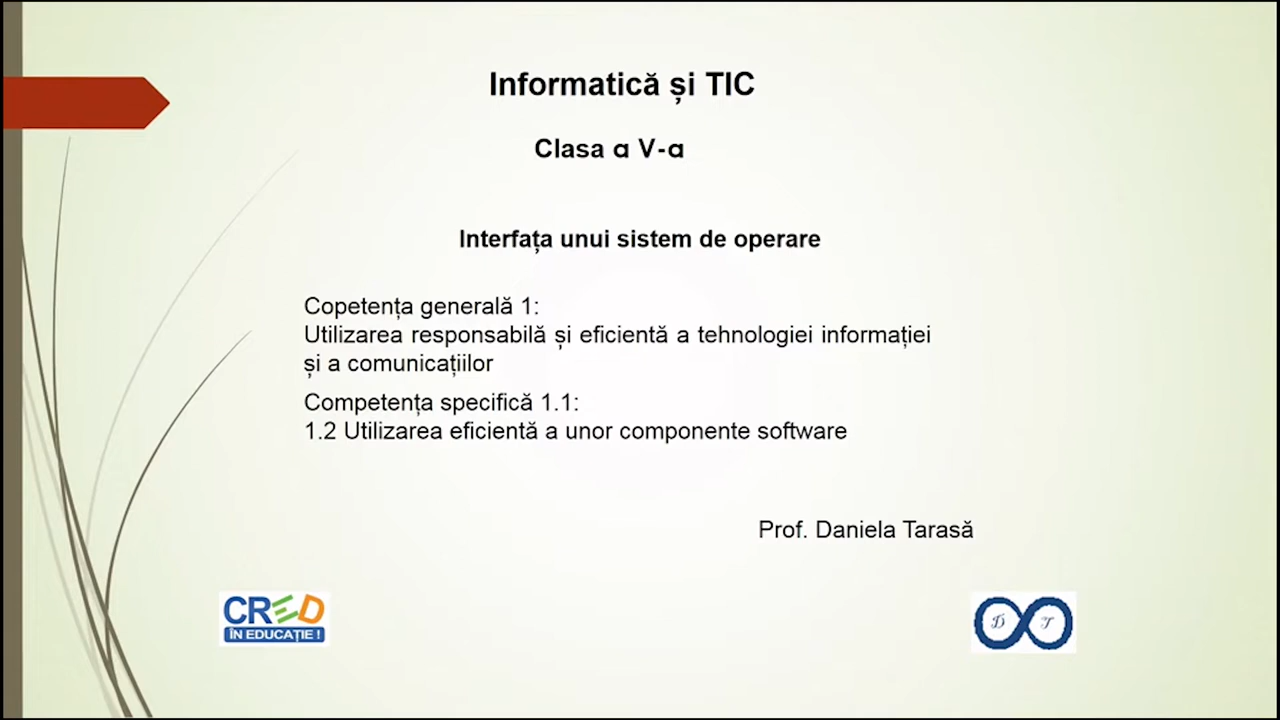 Informatică și TIC
Clasa a V-a
Interfața unui sistem de operare
Copetența generală 1:
Utilizarea responsabilă și eficientă a tehnologiei informației
și a comunicațiilor
Competența specifică 1.1:
1.2 Utilizarea eficientă a unor componente software
Prof. Daniela Tarasă
CRED
ÎN EDUCAȚIE !
D T